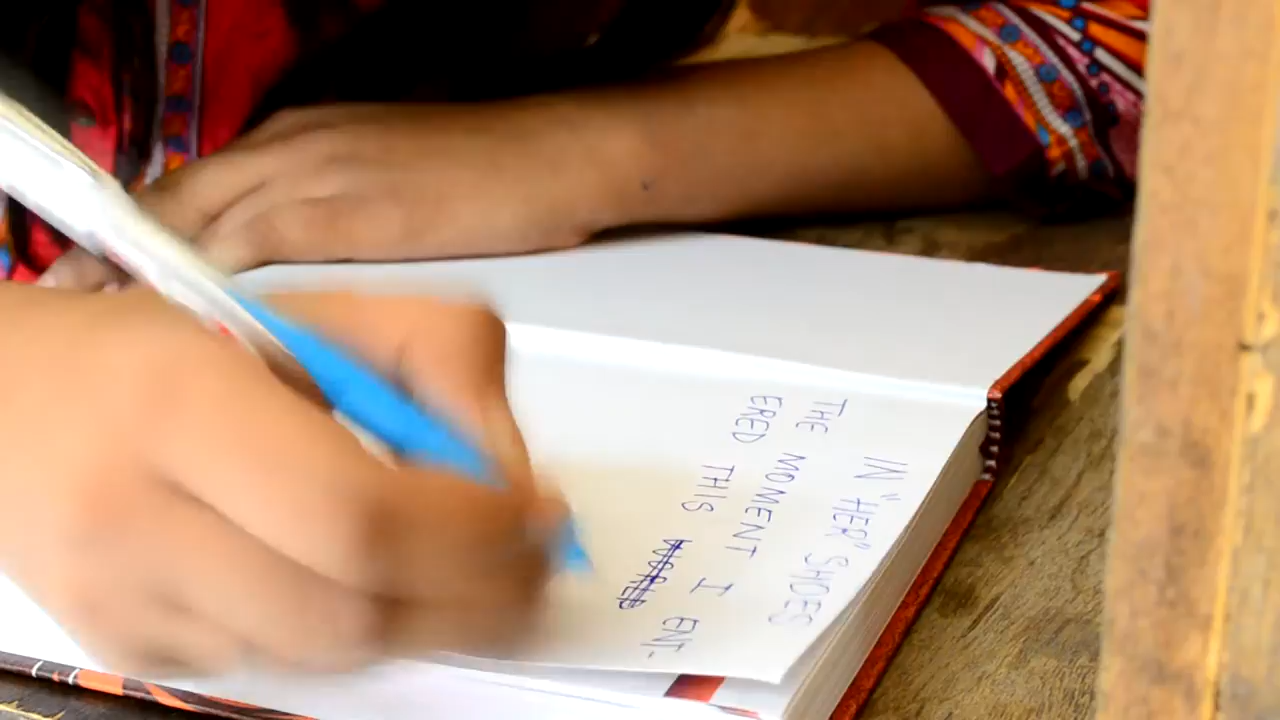 IN "HER" SHOES
THE MOMENT I ENT-
ERED THIS